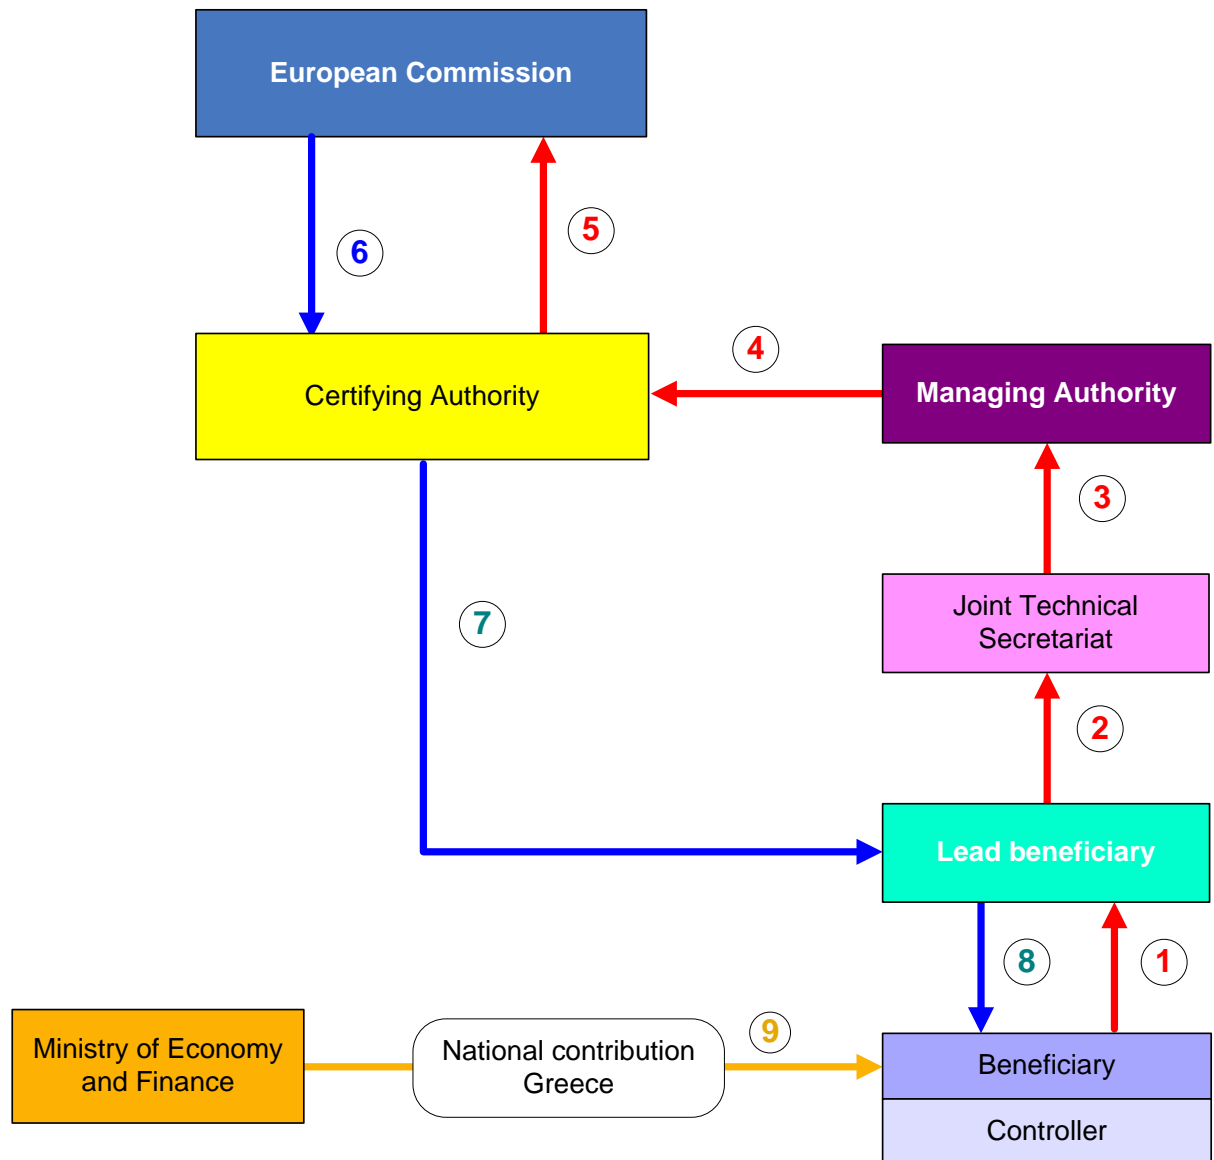 European Commission
5
6
4
Certifying Authority
Managing Authority
3
Joint Technical
Secretariat
7
2
Lead beneficiary
8
1
Ministry of Economy
and Finance
National contribution
Greece
9
Beneficiary
Controller